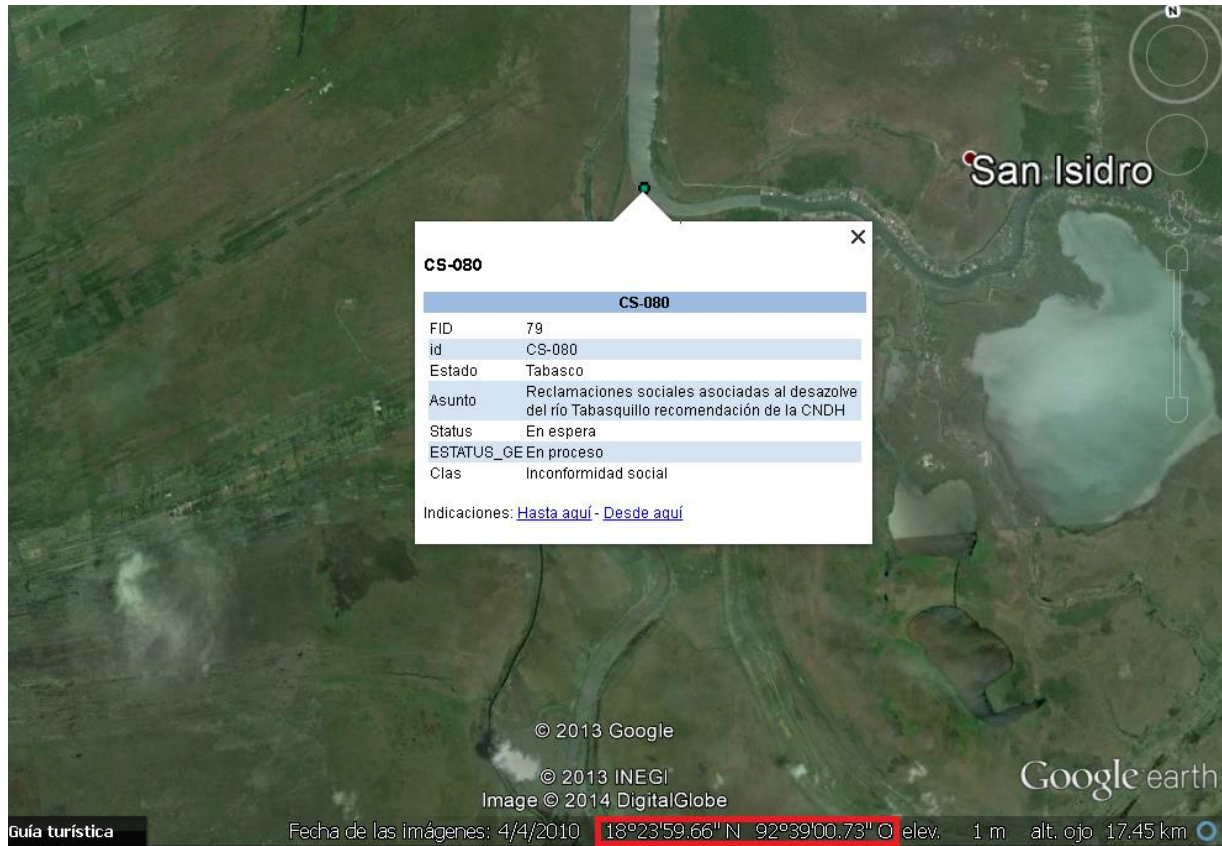 N
San Isidro
CS-080
CS-080
FID 79
id CS-080
Estado Tabasco
Asunto Reclamaciones sociales asociadas al desazolve
del río Tabasquillo recomendación de la CNDH
Status En espera
ESTATUS_GE En proceso
Clas Inconformidad social
Indicaciones: Hasta aquí - Desde aquí
© 2013 Google
© 2013 INEGI
Image © 2014 DigitalGlobe
Google earth
Guía turística Fecha de las imágenes: 4/4/2010 18°23'59.66" N 92°39'00.73" O elev. 1 m alt. ojo 17.45 km